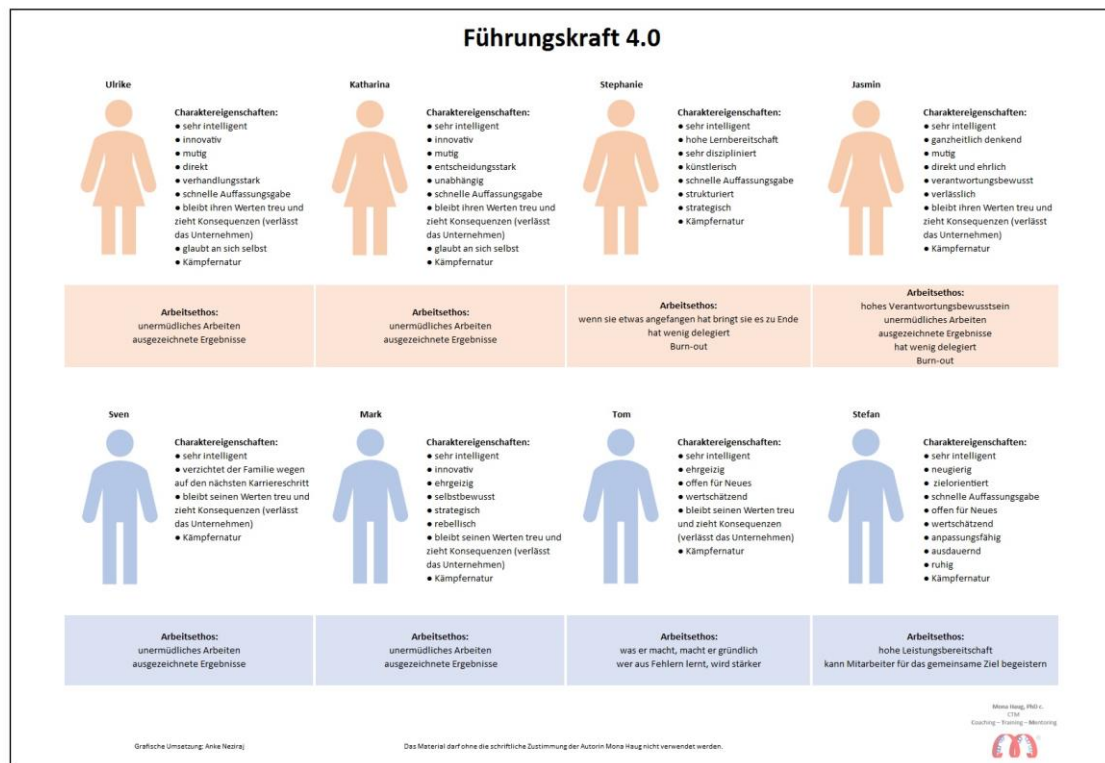 Führungskraft 4.0
Ulrike
Charaktereigenschaften:
● sehr intelligent
● innovativ
● mutig
● direkt
● verhandlungsstark
● schnelle Auffassungsgabe
● bleibt ihren Werten treu und
zieht Konsequenzen (verlässt
das Unternehmen)
● glaubt an sich selbst
● Kämpfernatur
Katharina
Charaktereigenschaften:
● sehr intelligent
● innovativ
● mutig
● entscheidungsstark
● unabhängig
● schnelle Auffassungsgabe
● bleibt ihren Werten treu und
zieht Konsequenzen (verlässt
das Unternehmen)
● glaubt an sich selbst
● Kämpfernatur
Stephanie
Charaktereigenschaften:
● sehr intelligent
● hohe Lernbereitschaft
● sehr diszipliniert
● künstlerisch
● schnelle Auffassungsgabe
● strukturiert
● strategisch
● Kämpfernatur
Jasmin
Charaktereigenschaften:
● sehr intelligent
● ganzheitlich denkend
● mutig
● direkt und ehrlich
● verantwortungsbewusst
● verlässlich
● bleibt ihren Werten treu und
zieht Konsequenzen (verlässt
das Unternehmen)
● Kämpfernatur
Arbeitsethos:
unermüdliches Arbeiten
ausgezeichnete Ergebnisse
Arbeitsethos:
unermüdliches Arbeiten
ausgezeichnete Ergebnisse
Arbeitsethos:
wenn sie etwas angefangen hat bringt sie es zu Ende
hat wenig delegiert
Burn-out
Arbeitsethos:
hohes Verantwortungsbewusstsein
unermüdliches Arbeiten
ausgezeichnete Ergebnisse
hat wenig delegiert
Burn-out
Sven
Charaktereigenschaften:
● sehr intelligent
● verzichtet der Familie wegen
auf den nächsten Karriereschritt
● bleibt seinen Werten treu und
zieht Konsequenzen (verlässt
das Unternehmen)
● Kämpfernatur
Mark
Charaktereigenschaften:
● sehr intelligent
● innovativ
● ehrgeizig
● selbstbewusst
● strategisch
● rebellisch
● bleibt seinen Werten treu und
zieht Konsequenzen (verlässt
das Unternehmen)
● Kämpfernatur
Tom
Charaktereigenschaften:
● sehr intelligent
● ehrgeizig
● offen für Neues
● wertschätzend
● bleibt seinen Werten treu
und zieht Konsequenzen
(verlässt das Unternehmen)
● Kämpfernatur
Stefan
Charaktereigenschaften:
● sehr intelligent
● neugierig
● zielorientiert
● schnelle Auffassungsgabe
● offen für Neues
● wertschätzend
● anpassungsfähig
● ausdauernd
● ruhig
● Kämpfernatur
Arbeitsethos:
unermüdliches Arbeiten
ausgezeichnete Ergebnisse
Arbeitsethos:
unermüdliches Arbeiten
ausgezeichnete Ergebnisse
Arbeitsethos:
was er macht, macht er gründlich
wer aus Fehlern lernt, wird stärker
Arbeitsethos:
hohe Leistungsbereitschaft
kann Mitarbeiter für das gemeinsame Ziel begeistern
Mona Haug, Phil c.
CTM
Coaching – Training – Mentoring
Grafische Umsetzung: Anke Neziraj
Das Material darf ohne die schriftliche Zustimmung der Autorin Mona Haug nicht verwendet werden.